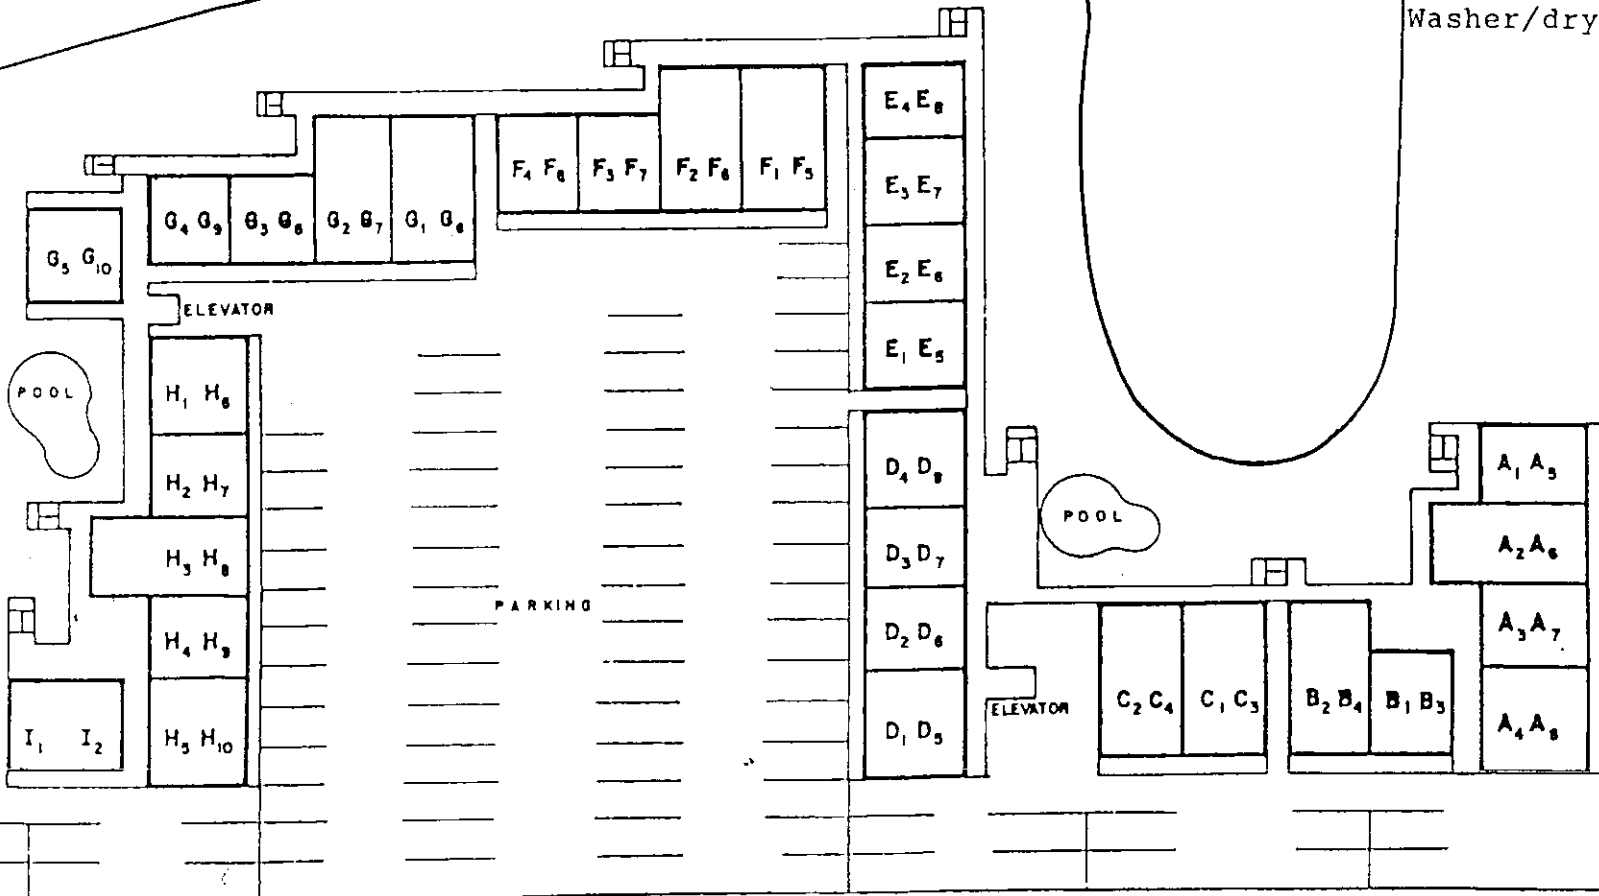 Washer/dry
E₄ E₈
F₄ F₈ F₃ F₇ F₂ F₆ F₁ F₅
E₃ E₇
G₄ G₉ G₃ G₈ G₂ G₇ G₁ G₆
G₅ G₁₀
E₂ E₆
ELEVATOR
E₁ E₅
POOL
H₁ H₆
D₄ D₈
A₁ A₅
H₂ H₇
POOL
A₂ A₆
H₃ H₈
D₃ D₇
PARKING
A₃ A₇
D₂ D₆
H₄ H₉
C₂ C₄ C₁ C₃
B₂ B₄ B₁ B₃
ELEVATOR
A₄ A₈
D₁ D₅
I₁ I₂
H₅ H₁₀